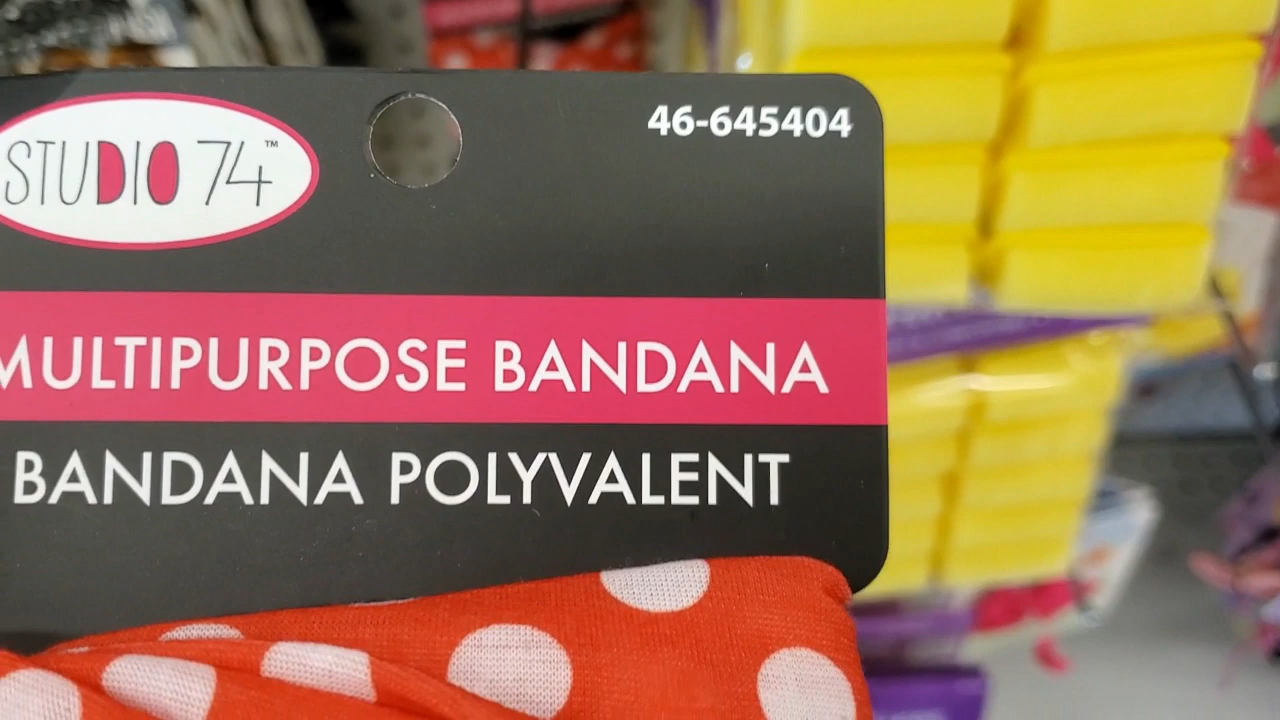 STUDIO 74™
46-645404
MULTIPURPOSE BANDANA
BANDANA POLYVALENT